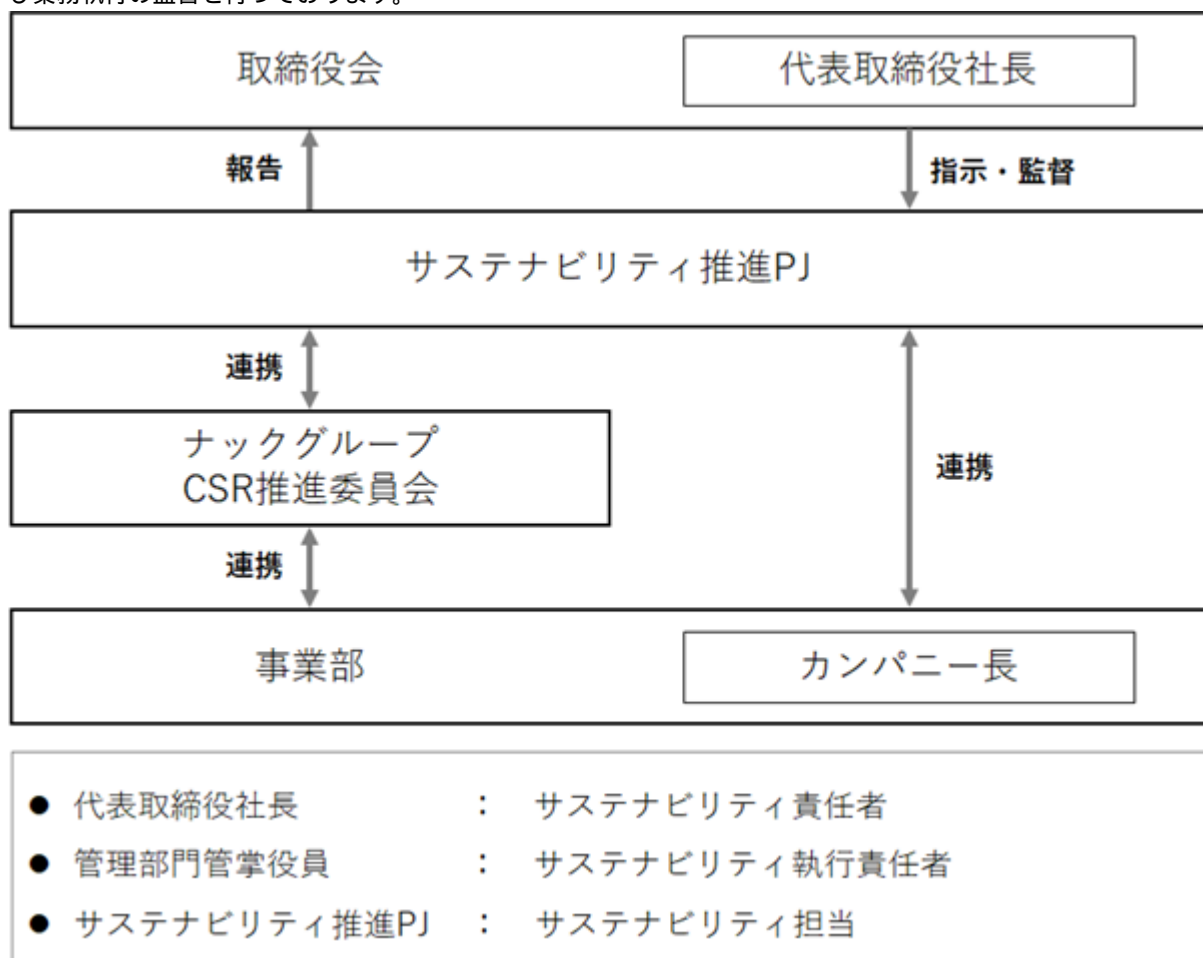 取締役会
代表取締役社長
報告
指示・監督
サステナビリティ推進PJ
連携
ナックグループ
CSR推進委員会
連携
連携
事業部
カンパニー長
● 代表取締役社長 : サステナビリティ責任者
● 管理部門管掌役員 : サステナビリティ執行責任者
● サステナビリティ推進PJ : サステナビリティ担当